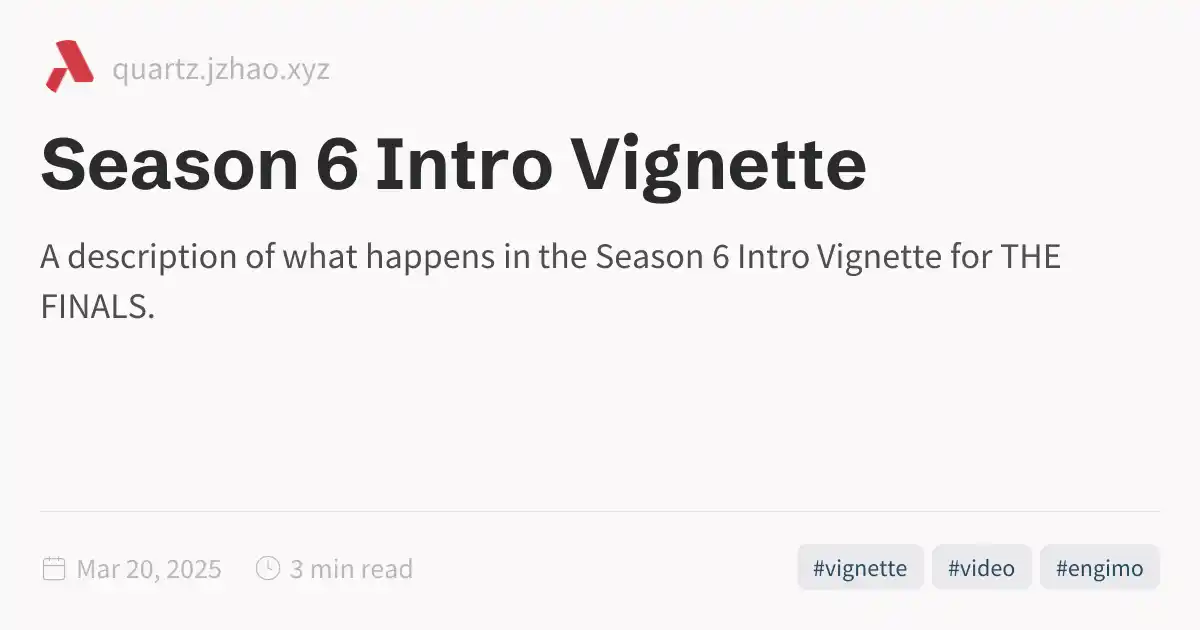 quartz.jzhao.xyz
Season 6 Intro Vignette
A description of what happens in the Season 6 Intro Vignette for THE
FINALS.
Mar 20, 2025 3 min read #vignette #video #engimo